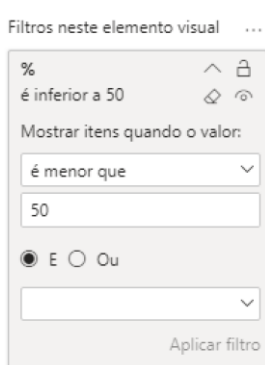 Filtros neste elemento visual ...
%
é inferior a 50
Mostrar itens quando o valor:
é menor que
50
E Ou
Aplicar filtro